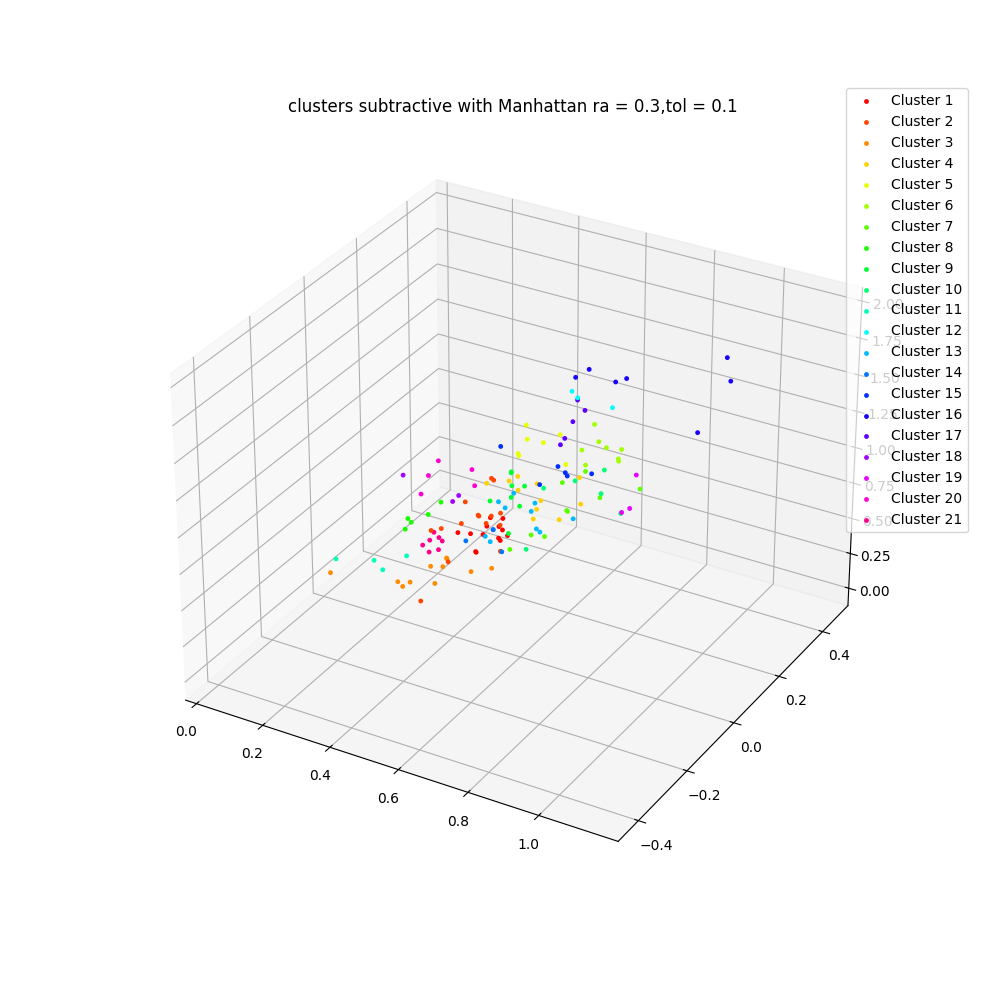 clusters subtractive with Manhattan ra = 0.3,tol = 0.1
Cluster 1
Cluster 2
Cluster 3
Cluster 4
Cluster 5
Cluster 6
Cluster 7
Cluster 8
Cluster 9
Cluster 10
Cluster 11
Cluster 12
Cluster 13
Cluster 14
Cluster 15
Cluster 16
Cluster 17
Cluster 18
Cluster 19
Cluster 20
Cluster 21
2.00
1.75
1.50
1.25
1.00
0.75
0.50
0.25
0.00
0.4
0.2
0.0
−0.2
−0.4
0.0
0.2
0.4
0.6
0.8
1.0